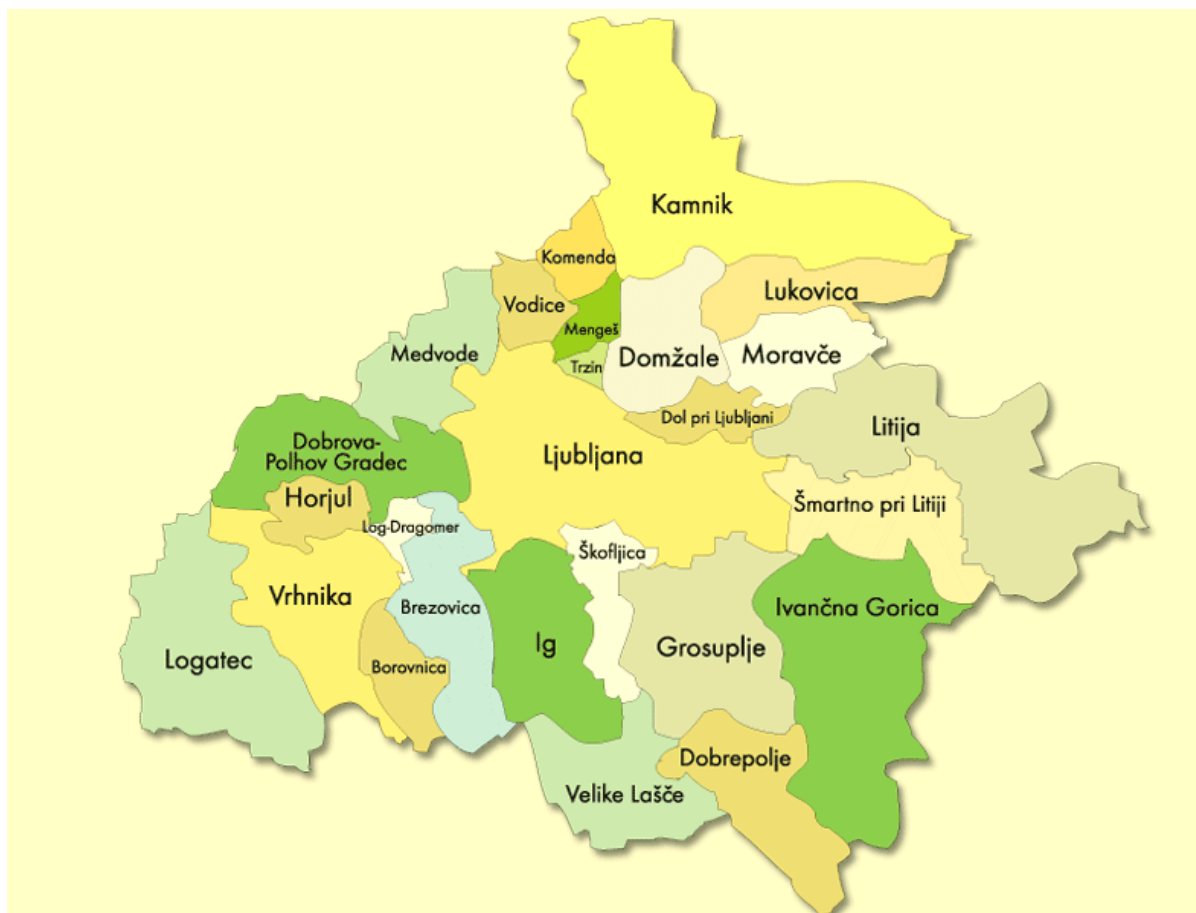 Kamnik
Komenda
Lukovica
Vodice
Mengeš
Medvode
Domžale
Moravče
Trzin
Dol pri Ljubljani
Litija
Dobrova-
Polhov Gradec
Ljubljana
Horjul
Šmartno pri Litiji
Log-Dragomer
Škofljica
Vrhnika
Brezovica
Ivančna Gorica
Ig
Grosuplje
Logatec
Borovnica
Dobrepolje
Velike Lašče